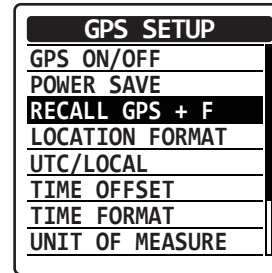 GPS SETUP
GPS ON/OFF
POWER SAVE
RECALL GPS + F
LOCATION FORMAT
UTC/LOCAL
TIME OFFSET
TIME FORMAT
UNIT OF MEASURE